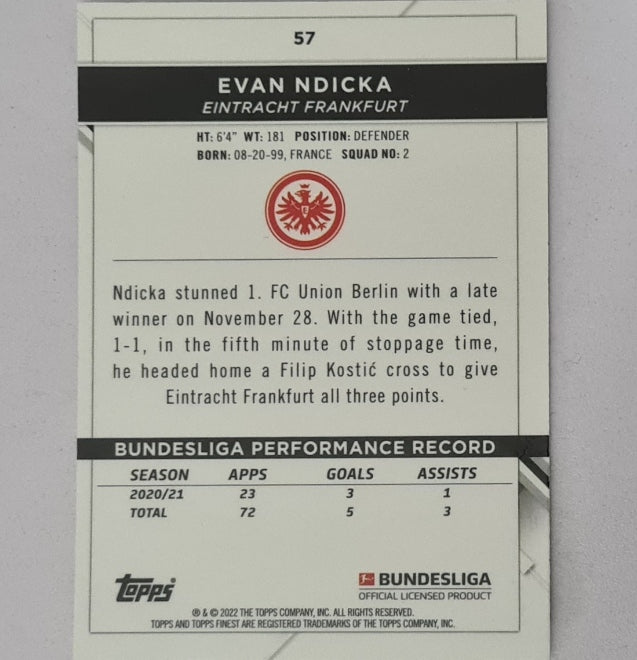 57
EVAN NDICKA
EINTRACHT FRANKFURT
HT: 6'4" WT: 181 POSITION: DEFENDER
BORN: 08-20-99, FRANCE SQUAD NO: 2
Ndicka stunned 1. FC Union Berlin with a late
winner on November 28. With the game tied,
1-1, in the fifth minute of stoppage time,
he headed home a Filip Kostić cross to give
Eintracht Frankfurt all three points.
BUNDESLIGA PERFORMANCE RECORD
SEASON APPS GOALS ASSISTS
2020/21 23 3 1
TOTAL 72 5 3
Topps
BUNDESLIGA
OFFICIAL LICENSED PRODUCT
® & © 2022 THE TOPPS COMPANY, INC. ALL RIGHTS RESERVED.
TOPPS AND TOPPS FINEST ARE REGISTERED TRADEMARKS OF THE TOPPS COMPANY, INC.